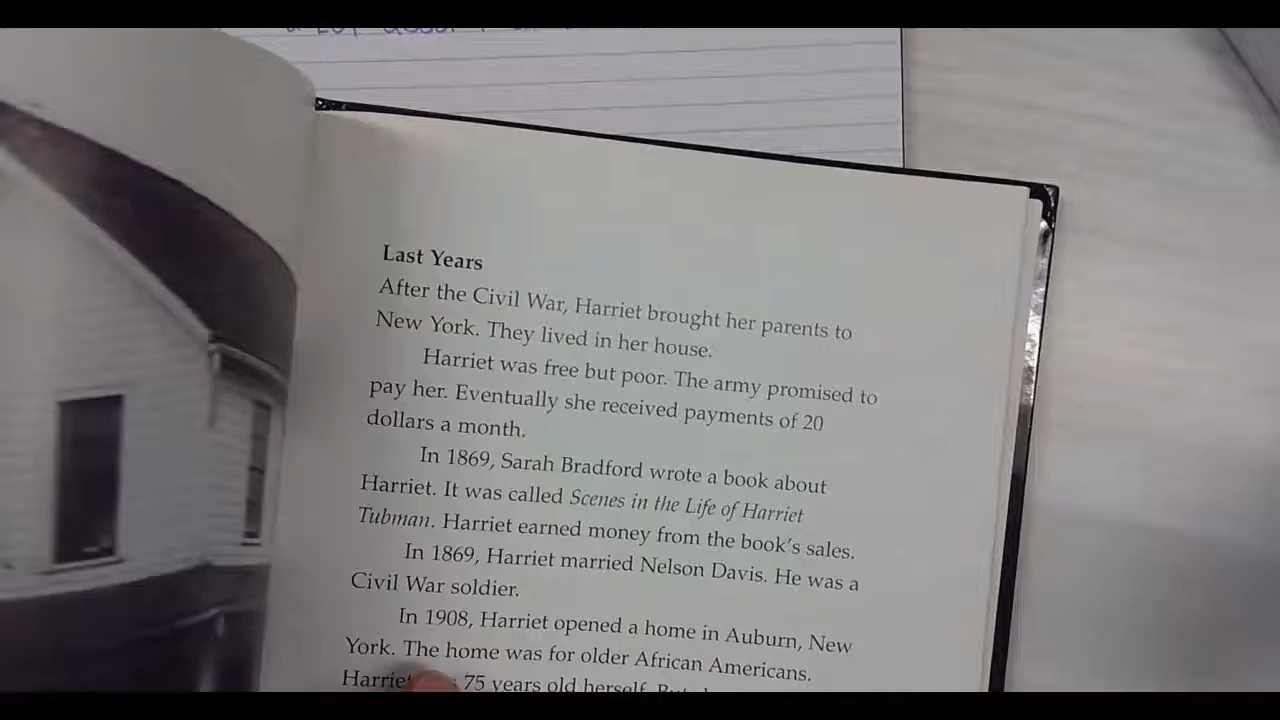 a lot about
Last Years
After the Civil War, Harriet brought her parents to
New York. They lived in her house.
Harriet was free but poor. The army promised to
pay her. Eventually she received payments of 20
dollars a month.
In 1869, Sarah Bradford wrote a book about
Harriet. It was called Scenes in the Life of Harriet
Tubman. Harriet earned money from the book's sales.
In 1869, Harriet married Nelson Davis. He was a
Civil War soldier.
In 1908, Harriet opened a home in Auburn, New
York. The home was for older African Americans.
Harriet 75 years old herself.